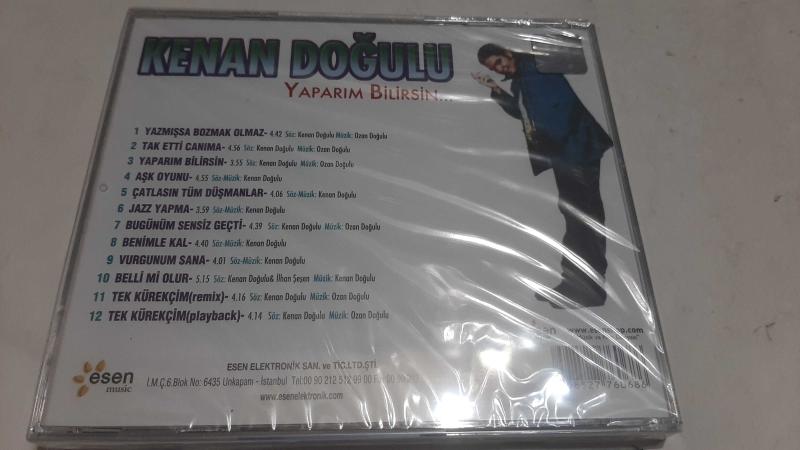 KENAN DOĞULU
YAPARIM BİLİRSİN...
1 YAZMIŞSA BOZMAK OLMAZ- 4.42 Söz: Kenan Doğulu Müzik: Ozan Doğulu
2 TAK ETTİ CANIMA- 4.56 Söz: Kenan Doğulu Müzik: Ozan Doğulu
3 YAPARIM BİLİRSİN- 3.55 Söz: Kenan Doğulu Müzik: Ozan Doğulu
4 AŞK OYUNU- 4.55 Söz-Müzik: Kenan Doğulu
5 ÇATLASIN TÜM DÜŞMANLAR- 4.06 Söz-Müzik: Kenan Doğulu
6 JAZZ YAPMA- 3.59 Söz-Müzik: Kenan Doğulu
7 BUGÜNÜM SENSİZ GEÇTİ- 4.39 Söz: Kenan Doğulu Müzik: Ozan Doğulu
8 BENİMLE KAL- 4.40 Söz-Müzik: Kenan Doğulu
9 VURGUNUM SANA- 4.01 Söz-Müzik: Kenan Doğulu
10 BELLİ Mİ OLUR- 5.15 Söz: Kenan Doğulu& İlhan Şeşen Müzik: Kenan Doğulu
11 TEK KÜREKÇİM(remix)- 4.16 Söz: Kenan Doğulu Müzik: Ozan Doğulu
12 TEK KÜREKÇİM(playback)- 4.14 Söz: Kenan Doğulu Müzik: Ozan Doğulu
esen
esen
music
ESEN ELEKTRONİK SAN. ve TİC.LTD.ŞTİ.
İ.M.Ç.6.Blok No: 6435 Unkapanı - İstanbul Tel:00 90 212 512 99 00
www.esenelektronik.com